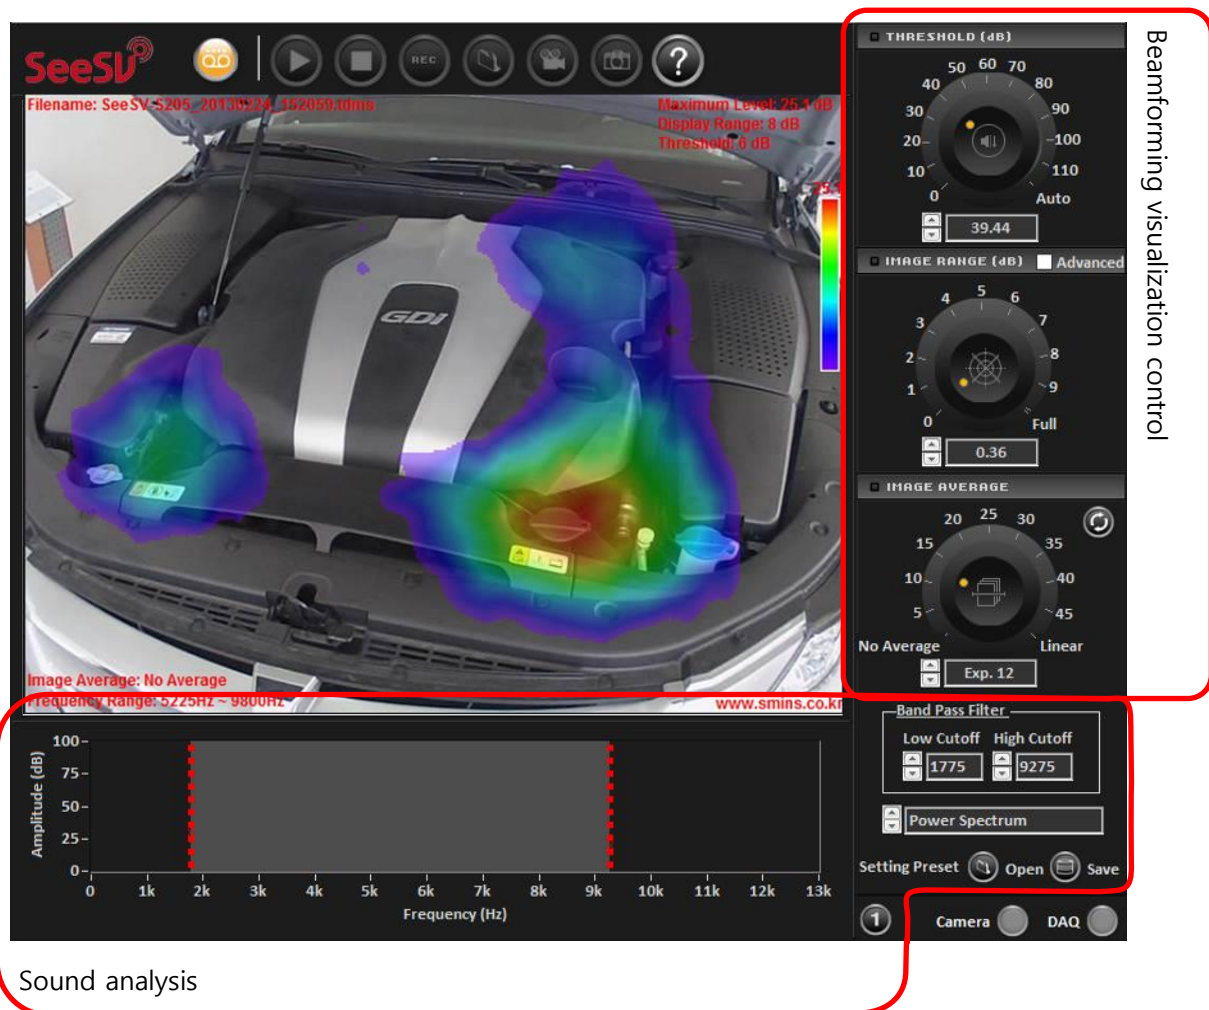 SeeSV
REC
?
Filename: SeeSV-S205_20130224_152059.tdms
Maximum Level: 25.1 dB
Display Range: 8 dB
Threshold: 6 dB
GDI
Image Average: No Average
Frequency Range: 5225Hz ~ 9800Hz
www.smins.co.kr
THRESHOLD (dB)
0 10 20 30 40 50 60 70 80 90 100 110 Auto
39.44
IMAGE RANGE (dB) Advanced
0 1 2 3 4 5 6 7 8 9 Full
0.36
IMAGE AVERAGE
No Average 5 10 15 20 25 30 35 40 45 Linear
Exp. 12
Beamforming visualization control
Amplitude (dB)
100
75
50
25
0
0 1k 2k 3k 4k 5k 6k 7k 8k 9k 10k 11k 12k 13k
Frequency (Hz)
Band Pass Filter
Low Cutoff High Cutoff
1775 9275
Power Spectrum
Setting Preset Open Save
1 Camera DAQ
Sound analysis